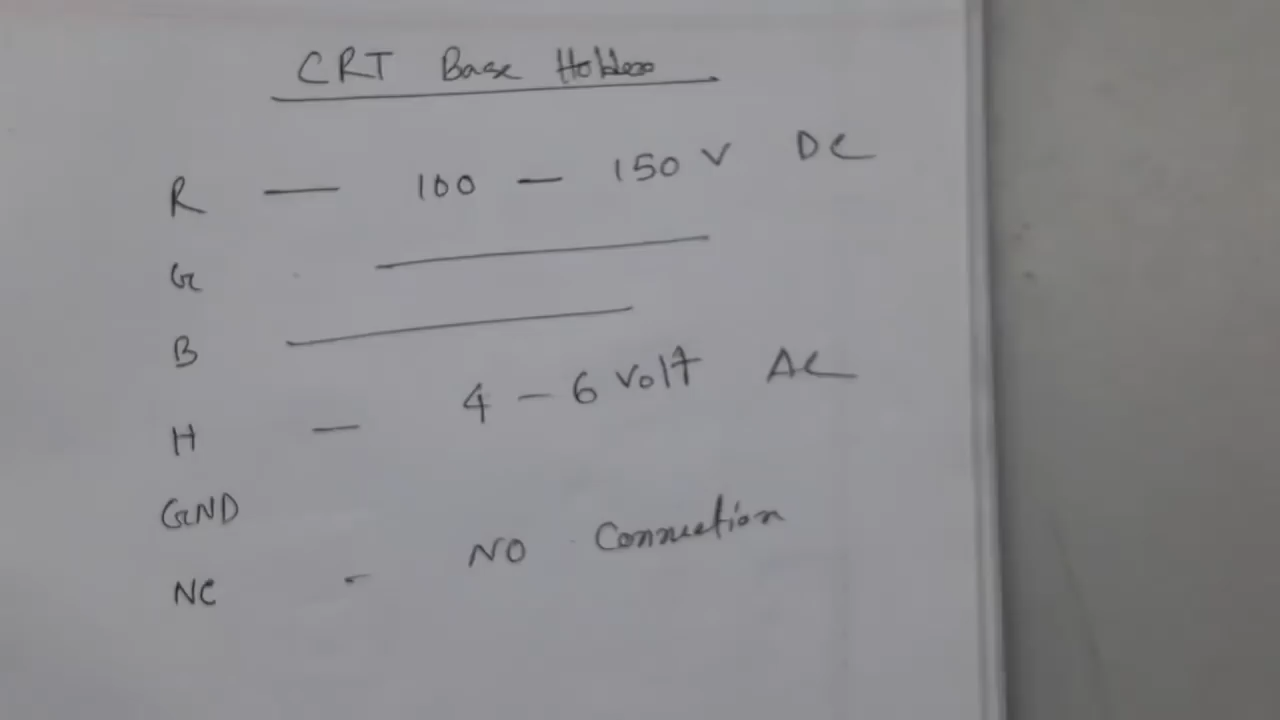 CRT Base Holder
R — 100 — 150 V DC
G ———
B ———
H — 4 — 6 Volt AC
GND
NC - NO Connection